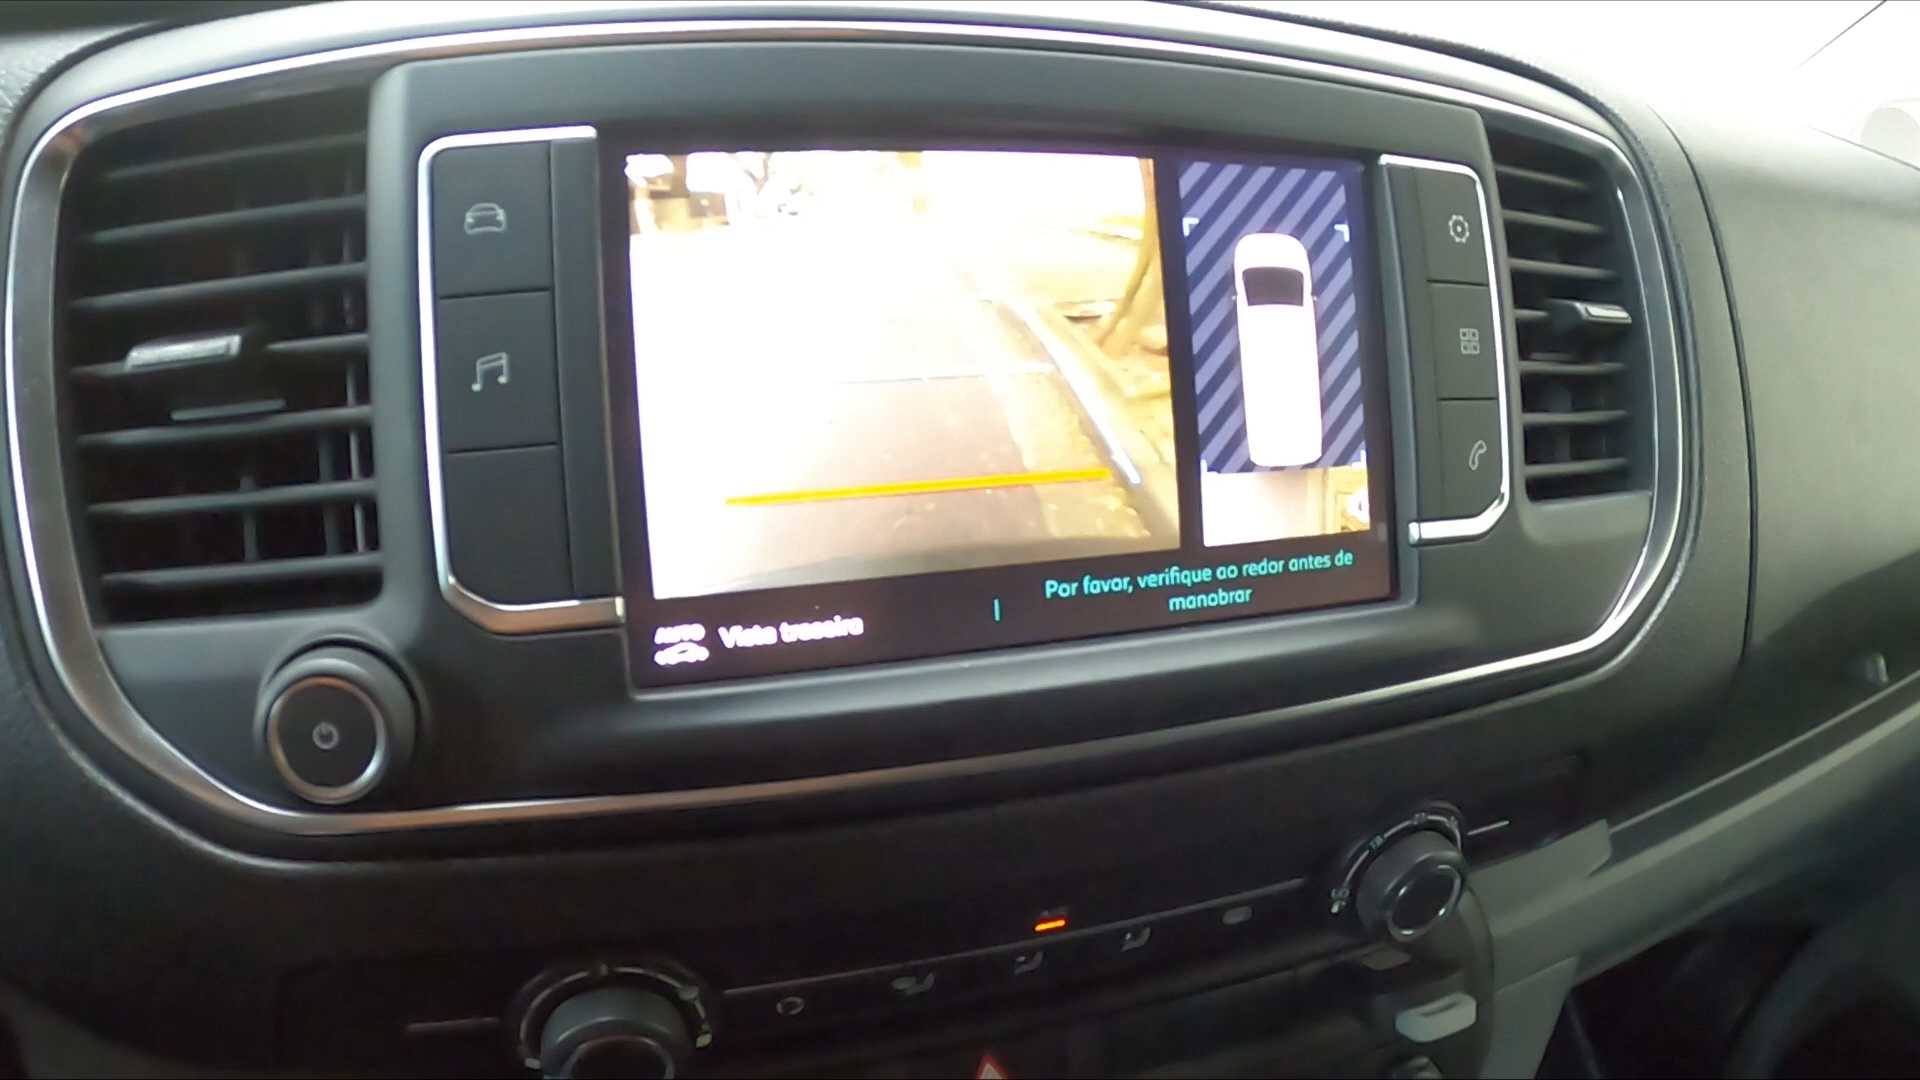 Por favor, verifique ao redor antes de
manobrar
AUTO
Vista traseira